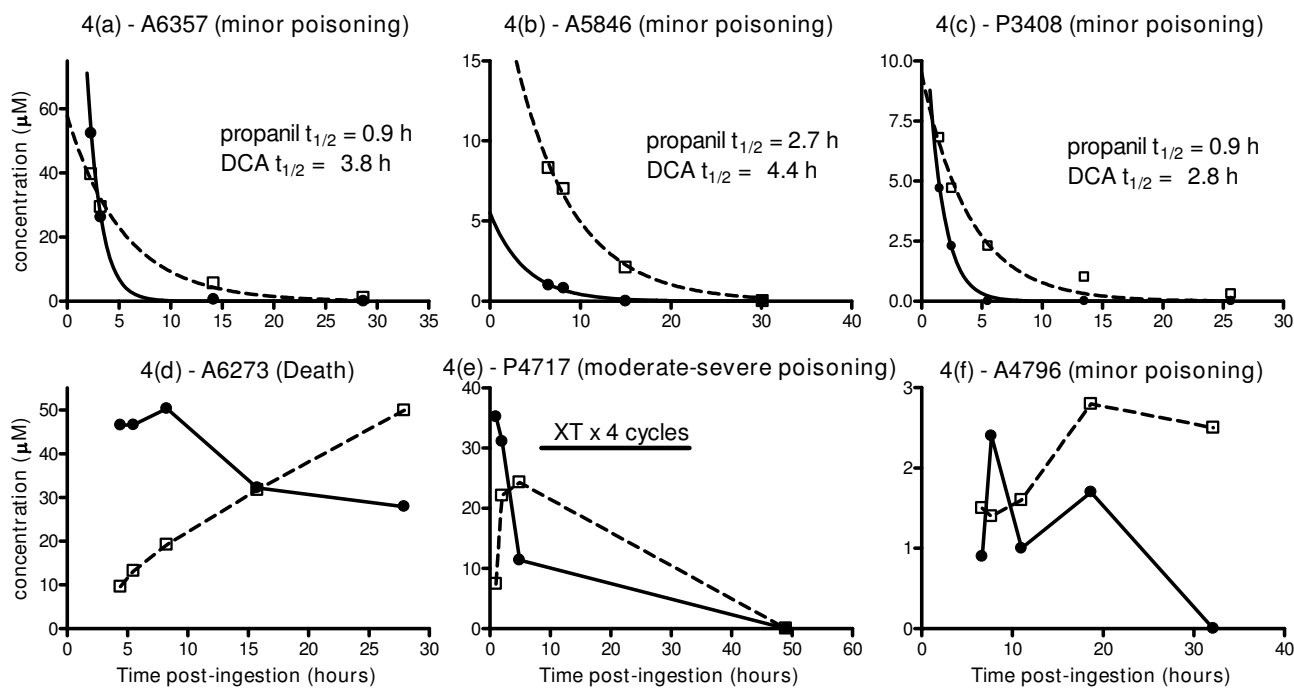 4(a) - A6357 (minor poisoning)
concentration (µM)
60
40
20
0
propanil t1/2 = 0.9 h
DCA t1/2 = 3.8 h
0 5 10 15 20 25 30 35
4(b) - A5846 (minor poisoning)
15
10
5
0
propanil t1/2 = 2.7 h
DCA t1/2 = 4.4 h
0 10 20 30 40
4(c) - P3408 (minor poisoning)
10.0
7.5
5.0
2.5
0.0
propanil t1/2 = 0.9 h
DCA t1/2 = 2.8 h
0 5 10 15 20 25 30
4(d) - A6273 (Death)
concentration (µM)
50
40
30
20
10
0
0 5 10 15 20 25 30
Time post-ingestion (hours)
4(e) - P4717 (moderate-severe poisoning)
40
30
20
10
0
XT x 4 cycles
0 10 20 30 40 50 60
Time post-ingestion (hours)
4(f) - A4796 (minor poisoning)
3
2
1
0
0 10 20 30 40
Time post-ingestion (hours)